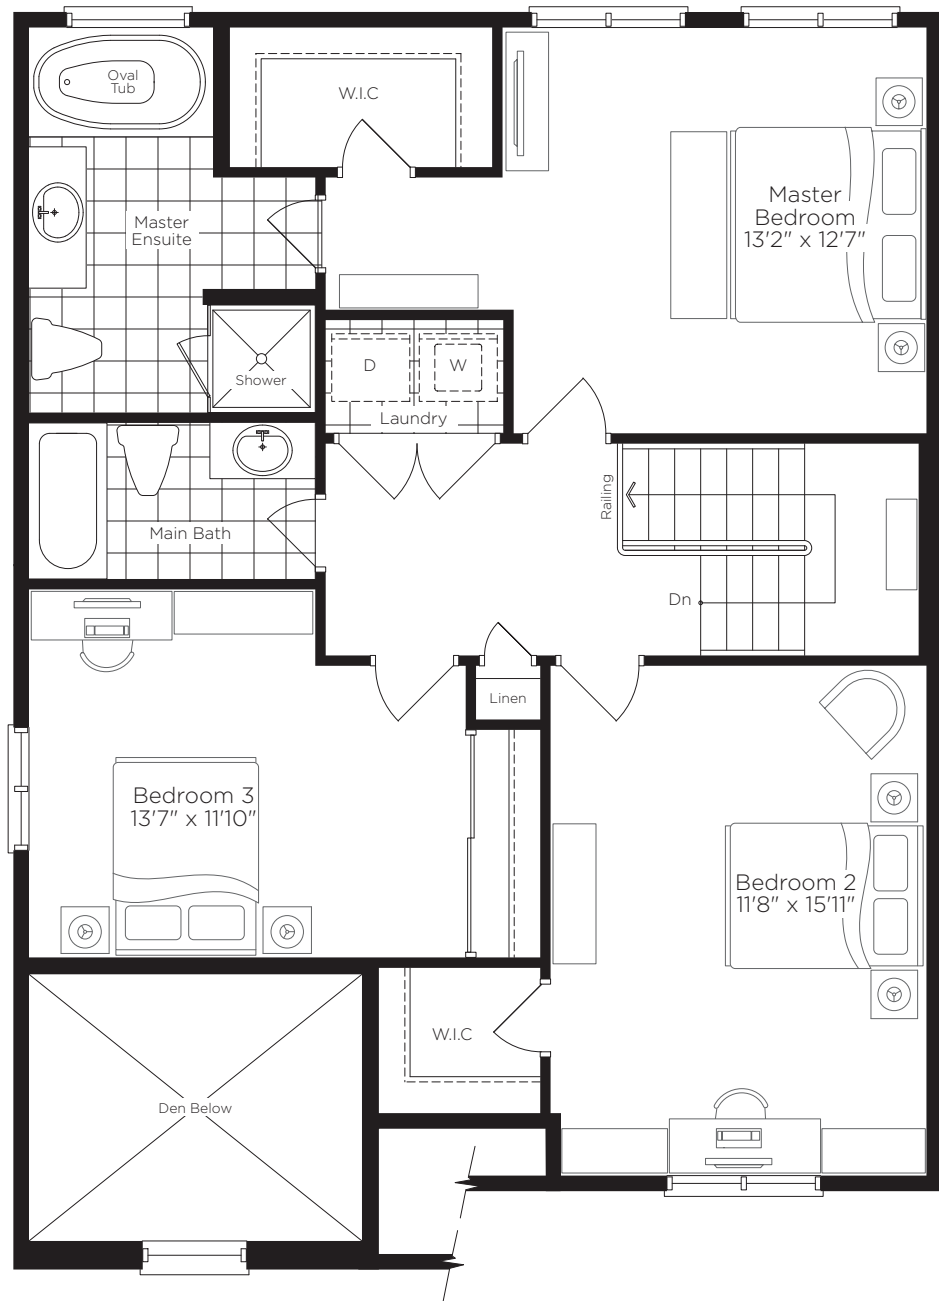 Oval
Tub
W.I.C
Master
Bedroom
13'2" x 12'7"
Master
Ensuite
D
W
Shower
Laundry
Railing
Main Bath
Dn
Linen
Bedroom 3
13'7" x 11'10"
Bedroom 2
11'8" x 15'11"
W.I.C
Den Below